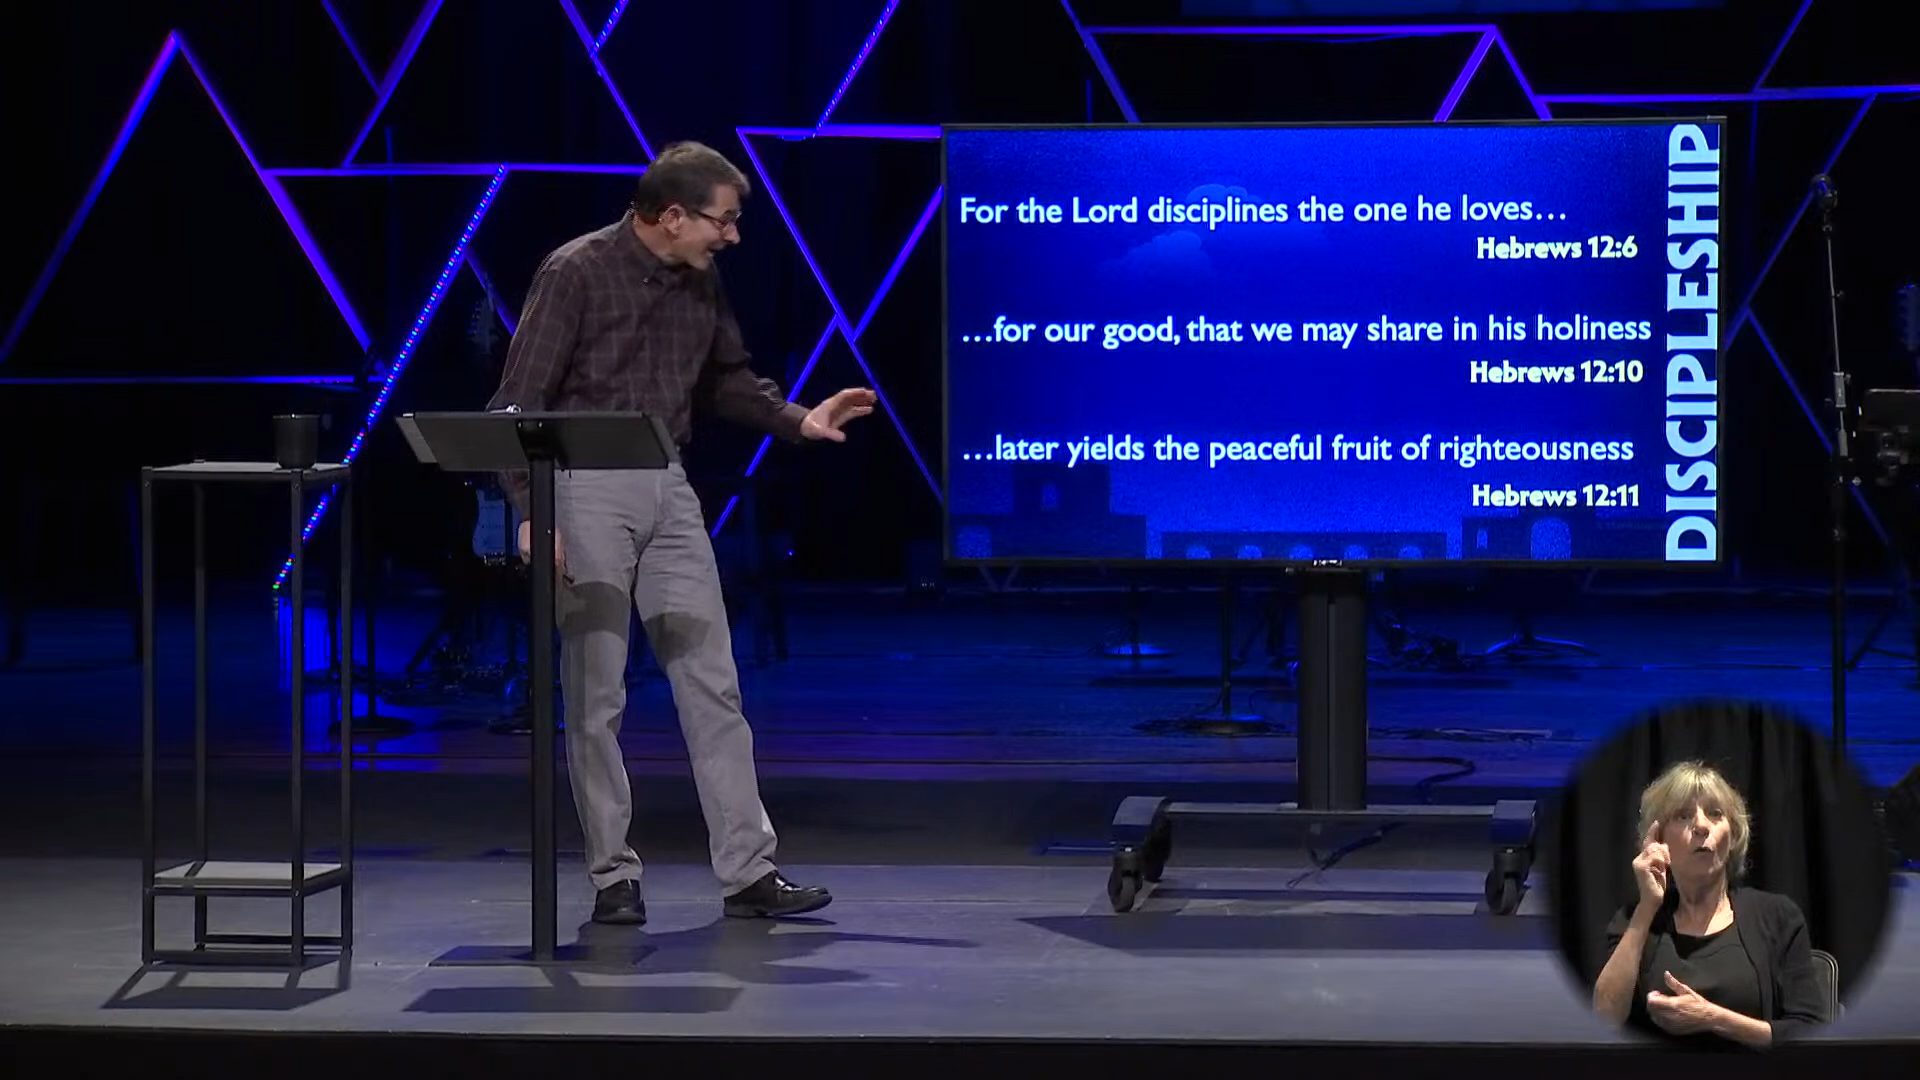 For the Lord disciplines the one he loves…
Hebrews 12:6
…for our good, that we may share in his holiness
Hebrews 12:10
…later yields the peaceful fruit of righteousness
Hebrews 12:11
DISCIPLESHIP